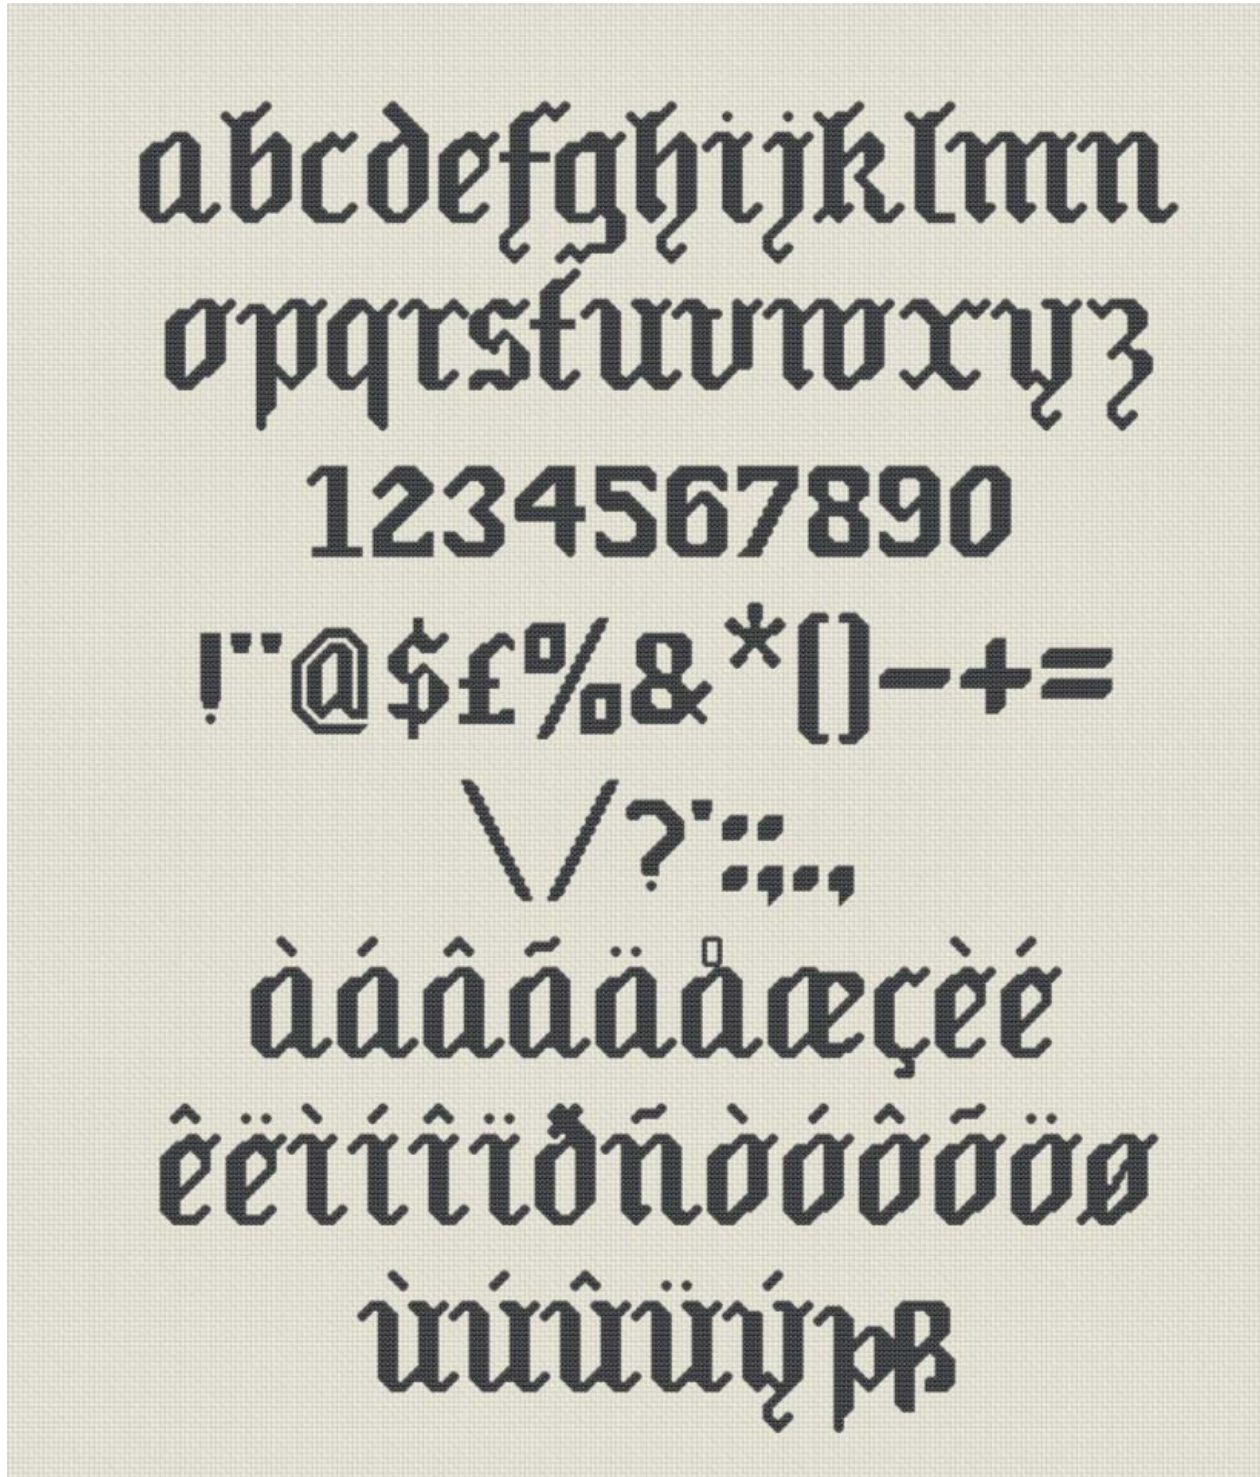 abcdefghijklmn
opqrstuvwxyz
1234567890
!"@$£%&*()-+=
\/?':;.,
àáâãäåæçèé
êëìíîïðñòóôõöø
ùúûüýþß